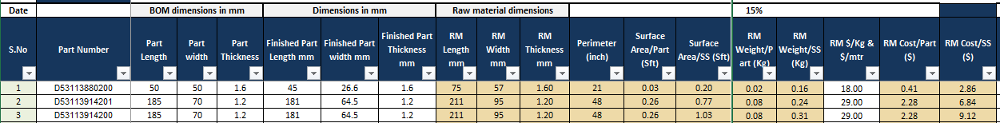 Date BOM dimensions in mm Dimensions in mm Raw material dimensions 15%
S.No Part Number Part Length Part width Part Thickness Finished Part Length mm Finished Part width mm Finished Part Thickness mm RM Length mm RM Width mm RM Thickness mm Perimeter (inch) Surface Area/Part (Sft) Surface Area/SS (Sft) RM Weight/P art (Kg) RM Weight/SS (Kg) RM $/Kg & $/mtr RM Cost/Part ($) RM Cost/SS ($)
1 D53113880200 50 50 1.6 45 26.6 1.6 75 57 1.60 21 0.03 0.20 0.02 0.16 18.00 0.41 2.86
2 D53113914201 185 70 1.2 181 64.5 1.2 211 95 1.20 48 0.26 0.77 0.08 0.24 29.00 2.28 6.84
3 D53113914200 185 70 1.2 181 64.5 1.2 211 95 1.20 48 0.26 1.03 0.08 0.31 29.00 2.28 9.12